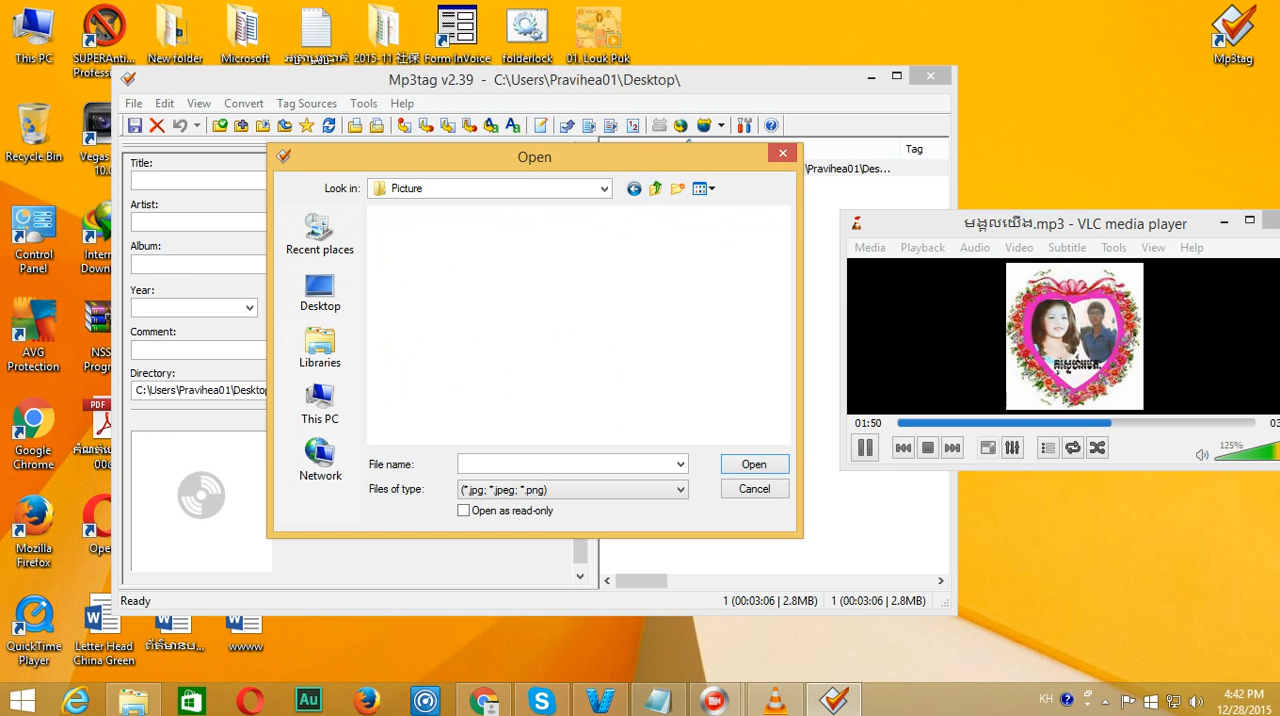 This PC
SUPERAnti...
Professi...
New folder
Microsoft
2015-11 社保
Form InVoice
folderlock
01. Louk Puk
Mp3tag
Recycle Bin
Vegas
10.0
Control
Panel
Intern
Down
AVG
Protection
NSS
Progr
Google
Chrome
PDF
00
Mozilla
Firefox
Ope
QuickTime
Player
Letter Head
China Green
wwww
Mp3tag v2.39 - C:\Users\Pravihea01\Desktop\
File Edit View Convert Tag Sources Tools Help
Title:
Artist:
Album:
Year:
Comment:
Directory:
C:\Users\Pravihea01\Desktop
Tag
\Pravihea01\Des...
Open
Look in:
Picture
Recent places
Desktop
Libraries
This PC
Network
File name:
Open
Files of type:
(*.jpg; *.jpeg; *.png)
Cancel
Open as read-only
Ready
1 (00:03:06 | 2.8MB)
1 (00:03:06 | 2.8MB)
មង្គលយើង.mp3 - VLC media player
Media Playback Audio Video Subtitle Tools View Help
01:50
03
125%
Au
KH
4:42 PM
12/28/2015